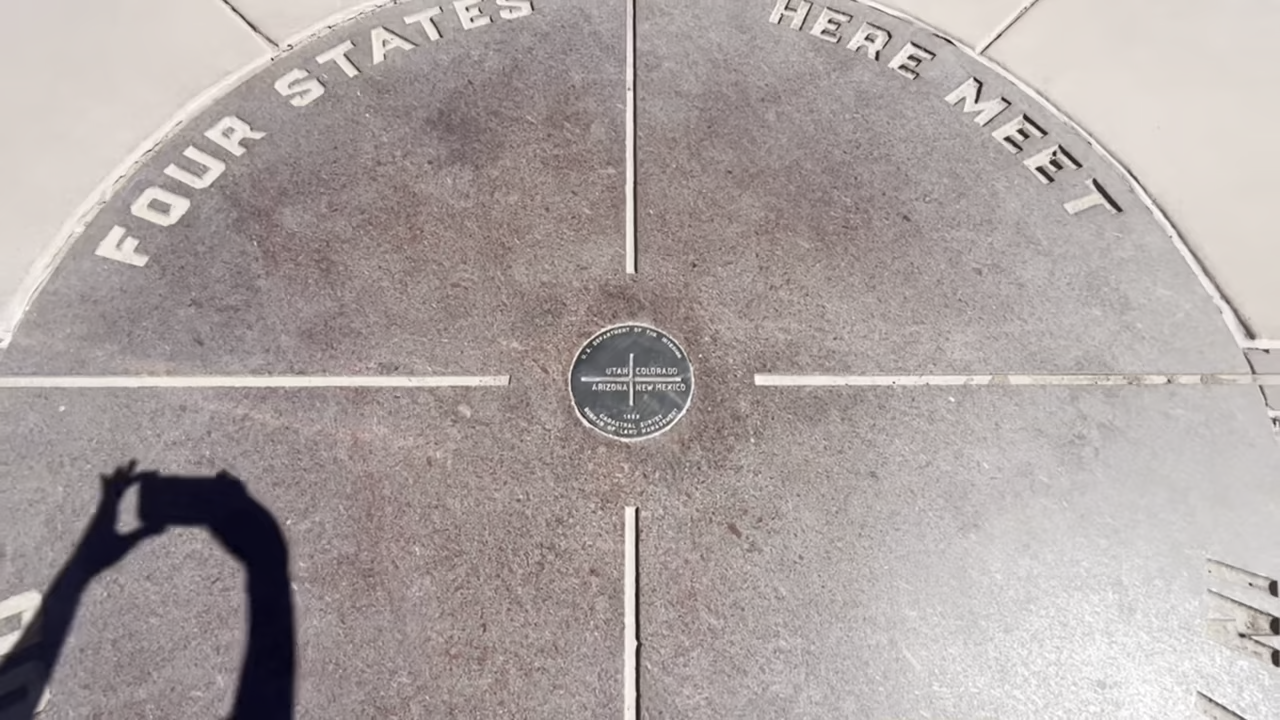 FOUR STATES
HERE MEET
U.S. DEPARTMENT OF THE INTERIOR
UTAH COLORADO
ARIZONA NEW MEXICO
CADASTRAL SURVEY
BUREAU OF LAND MANAGEMENT